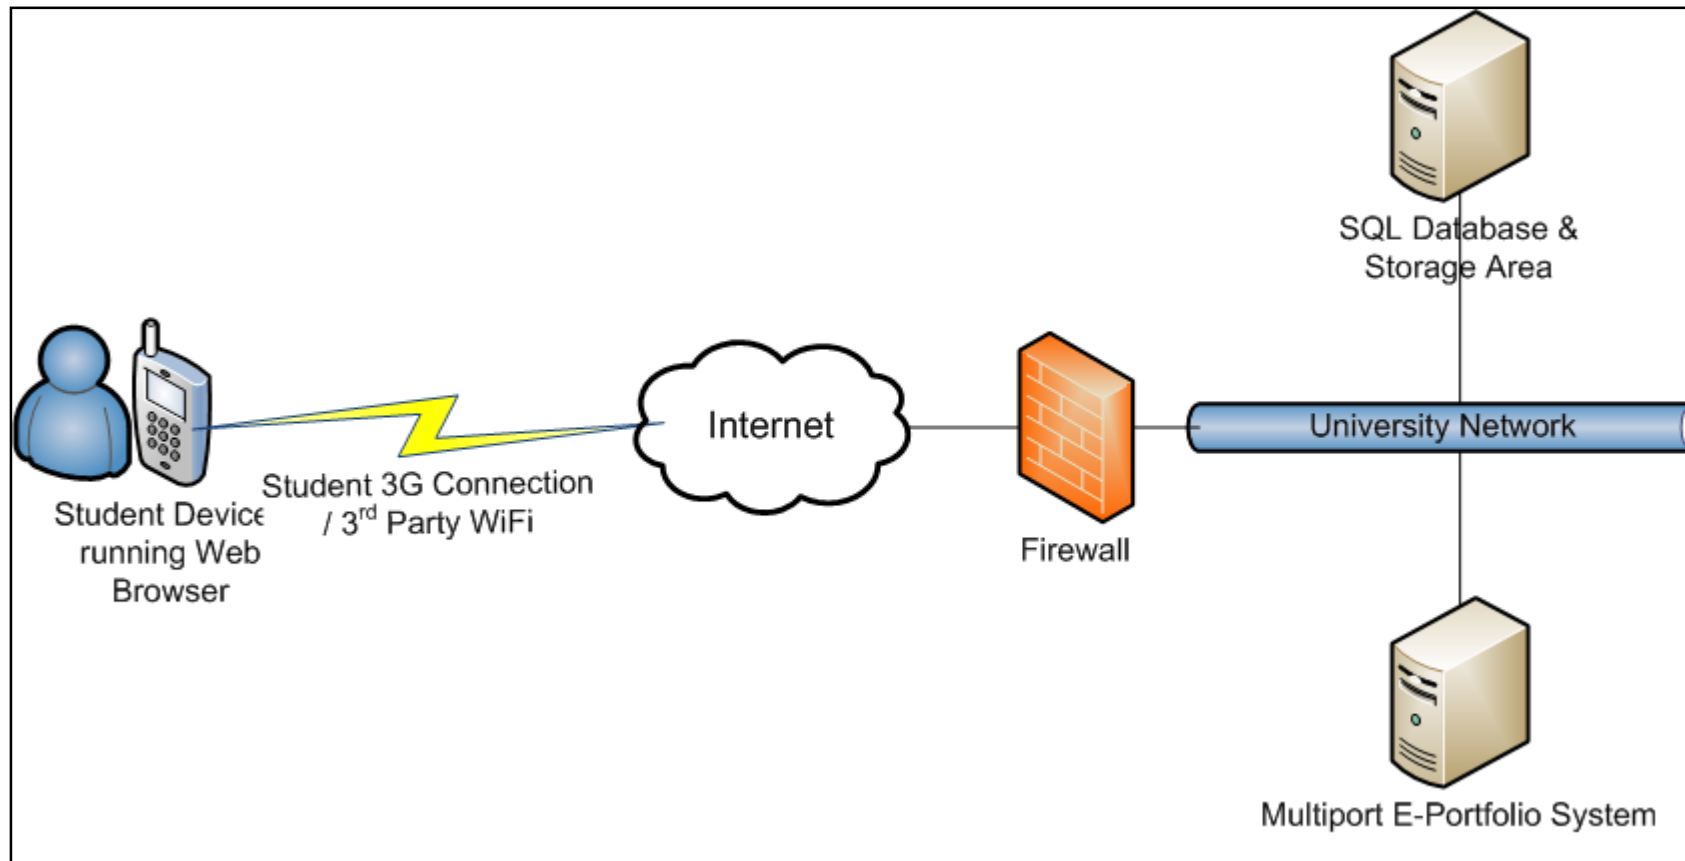 SQL Database &
Storage Area
Internet
University Network
Student 3G Connection
/ 3rd Party WiFi
Student Device
running Web
Browser
Firewall
Multiport E-Portfolio System